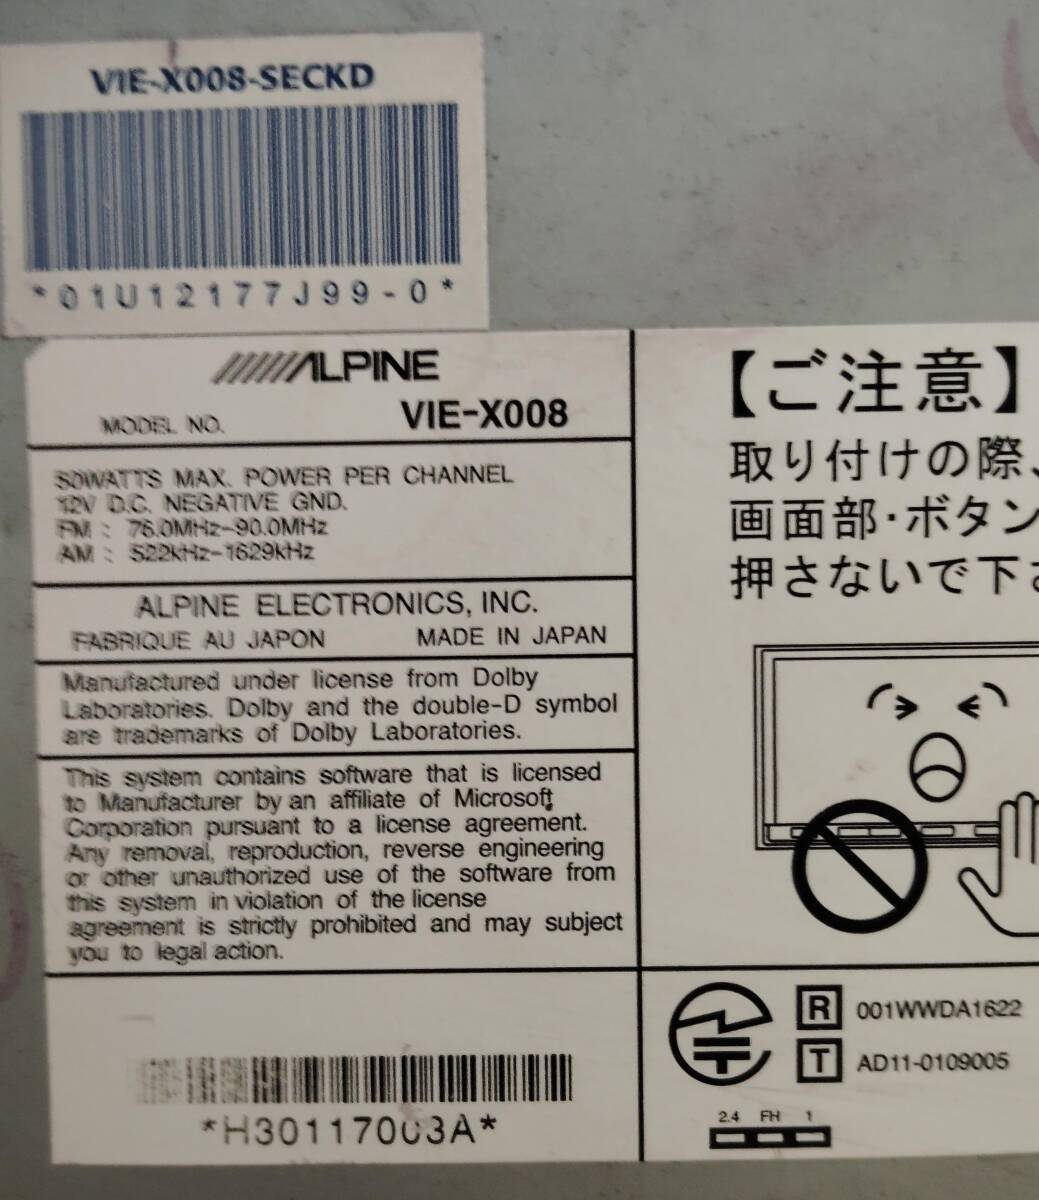 VIE-X008-SECKD
*01U12177J99-0*
ALPINE
MODEL NO. VIE-X008
50WATTS MAX. POWER PER CHANNEL
12V D.C. NEGATIVE GND.
FM : 76.0MHz-90.0MHz
AM : 522kHz-1629kHz
ALPINE ELECTRONICS, INC.
FABRIQUE AU JAPON MADE IN JAPAN
Manufactured under license from Dolby
Laboratories. Dolby and the double-D symbol
are trademarks of Dolby Laboratories.
This system contains software that is licensed
to Manufacturer by an affiliate of Microsoft
Corporation pursuant to a license agreement.
Any removal, reproduction, reverse engineering
or other unauthorized use of the software from
this system in violation of the license
agreement is strictly prohibited and may subject
you to legal action.
*H30117003A*
【ご注意】
取り付けの際、
画面部・ボタン
押さないで下さ
R 001WWDA1622
T AD11-0109005
2.4 FH 1